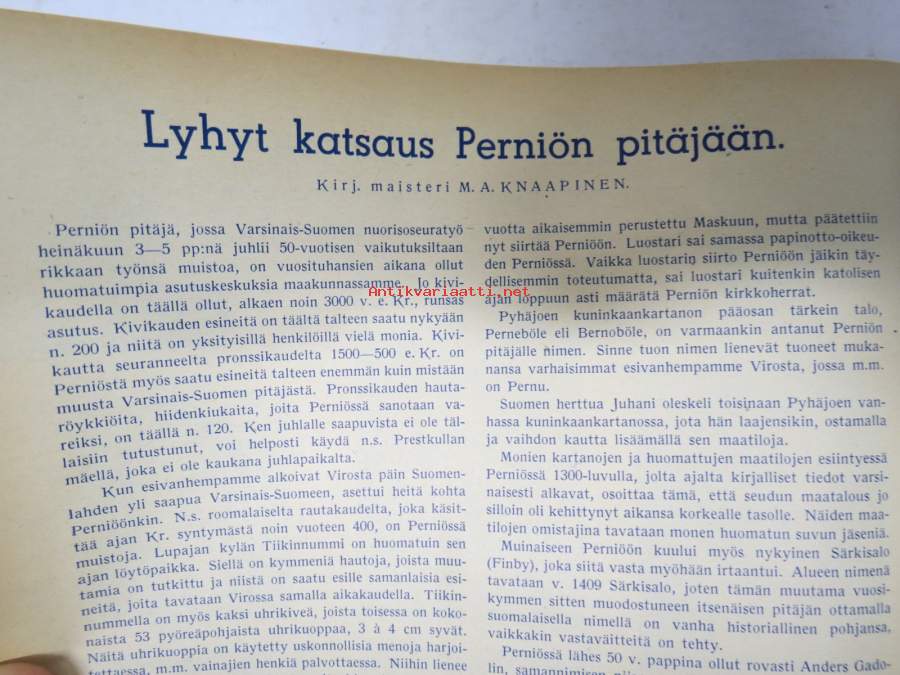 Lyhyt katsaus Perniön pitäjään.
Kirj. maisteri M. A. KNAAPINEN.
Perniön pitäjä, jossa Varsinais-Suomen nuorisoseuratyö
heinäkuun 3—5 pp:nä juhlii 50-vuotisen vaikutuksiltaan
rikkaan työnsä muistoa, on vuosituhansien aikana ollut
huomatuimpia asutuskeskuksia maakunnassamme. Jo kivi-
kaudella on täällä ollut, alkaen noin 3000 v. e. Kr., runsas
asutus. Kivikauden esineitä on täältä talteen saatu nykyään
n. 200 ja niitä on yksityisillä henkilöillä vielä monia. Kivi-
kautta seuranneelta pronssikaudelta 1500—500 e. Kr. on
Perniöstä myös saatu esineitä talteen enemmän kuin mistään
muusta Varsinais-Suomen pitäjästä. Pronssikauden hauta-
röykkiöitä, hiidenkiukaita, joita Perniössä sanotaan va-
reiksi, on täällä n. 120. Ken juhlalle saapuvista ei ole täl-
laisiin tutustunut, voi helposti käydä n.s. Prestkullan
mäellä, joka ei ole kaukana juhlapaikalta.
Kun esivanhempamme alkoivat Virosta päin Suomen-
lahden yli saapua Varsinais-Suomeen, asettui heitä kohta
Perniöönkin. N.s. roomalaiselta rautakaudelta, joka käsit-
tää ajan Kr. syntymästä noin vuoteen 400, on Perniössä
muistoja. Lupajan kylän Tiikinnummi on huomatuin sen
ajan löytöpaikka. Siellä on kymmeniä hautoja, joista muu-
tamia on tutkittu ja niistä on saatu esille samanlaisia esi-
neitä, joita tavataan Virossa samalla aikakaudella. Tiikin-
nummella on myös kaksi uhrikiveä, joista toisessa on koko-
naista 53 pyöreäpohjaista uhrikuoppaa, 3 à 4 cm syvät.
Näitä uhrikuoppia on käytetty uskonnollisia menoja harjoi-
tettaessa, m.m. vainajien henkiä palvottaessa. Niihin lienee
vuotta aikaisemmin perustettu Maskuun, mutta päätettiin
nyt siirtää Perniöön. Luostari sai samassa papinotto-oikeu-
den Perniössä. Vaikka luostarin siirto Perniöön jäikin täy-
dellisemmin toteutumatta, sai luostari kuitenkin katolisen
ajan loppuun asti määrätä Perniön kirkkoherrat.
Pyhäjoen kuninkaankartanon pääosan tärkein talo,
Perneböle eli Bernoböle, on varmaankin antanut Perniön
pitäjälle nimen. Sinne tuon nimen lienevät tuoneet muka-
nansa varhaisimmat esivanhempamme Virosta, jossa m.m.
on Pernu.
Suomen herttua Juhani oleskeli toisinaan Pyhäjoen van-
hassa kuninkaankartanossa, jota hän laajensikin, ostamalla
ja vaihdon kautta lisäämällä sen maatiloja.
Monien kartanojen ja huomattujen maatilojen esiintyessä
Perniössä 1300-luvulla, jolta ajalta kirjalliset tiedot varsi-
naisesti alkavat, osoittaa tämä, että seudun maatalous jo
silloin oli kehittynyt aikansa korkealle tasolle. Näiden maa-
tilojen omistajina tavataan monen huomatun suvun jäseniä.
Muinaiseen Perniöön kuului myös nykyinen Särkisalo
(Finby), joka siitä vasta myöhään irtaantui. Alueen nimenä
tavataan v. 1409 Särkisalo, joten tämän muutama vuosi-
kymmen sitten muodostuneen itsenäisen pitäjän ottamalla
suomalaisella nimellä on vanha historiallinen pohjansa,
vaikkakin vastaväitteitä on tehty.
Perniössä lähes 50 v. pappina ollut rovasti Anders Gado-
lin, samannimisen
Antikvariaatti.net